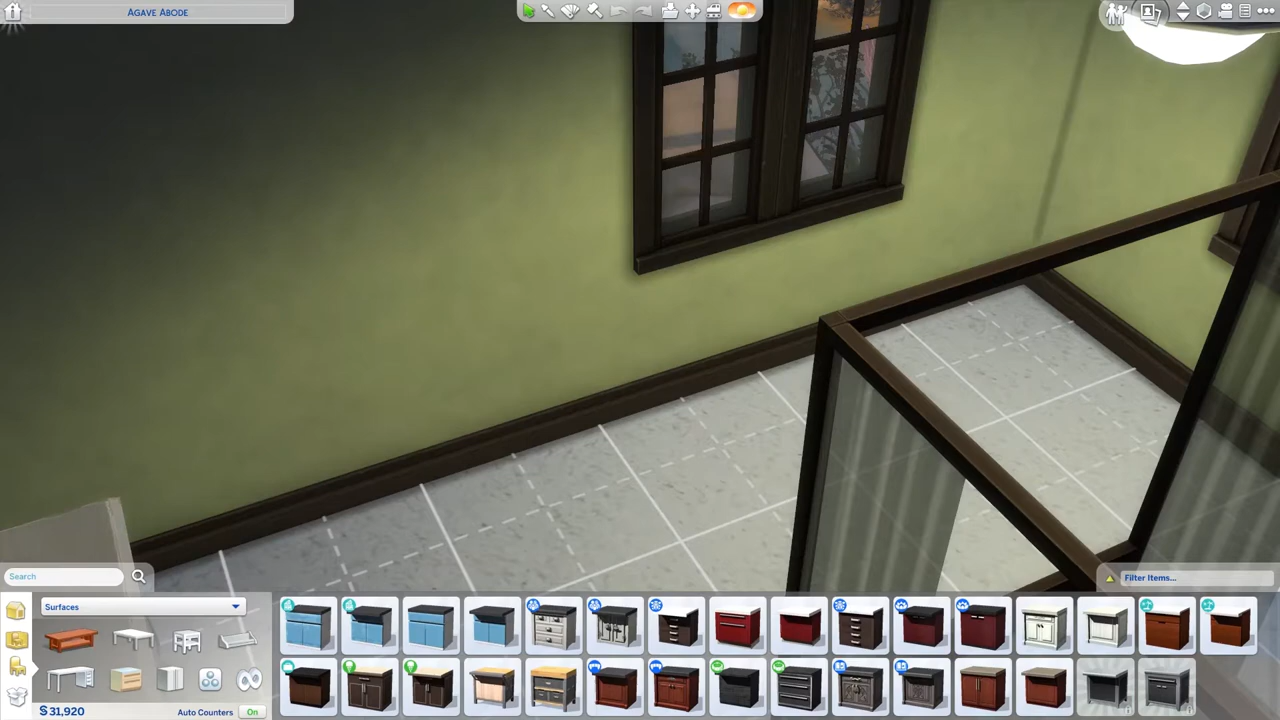 AGAVE ABODE
Search
Filter Items...
Surfaces
§31,920
Auto Counters On